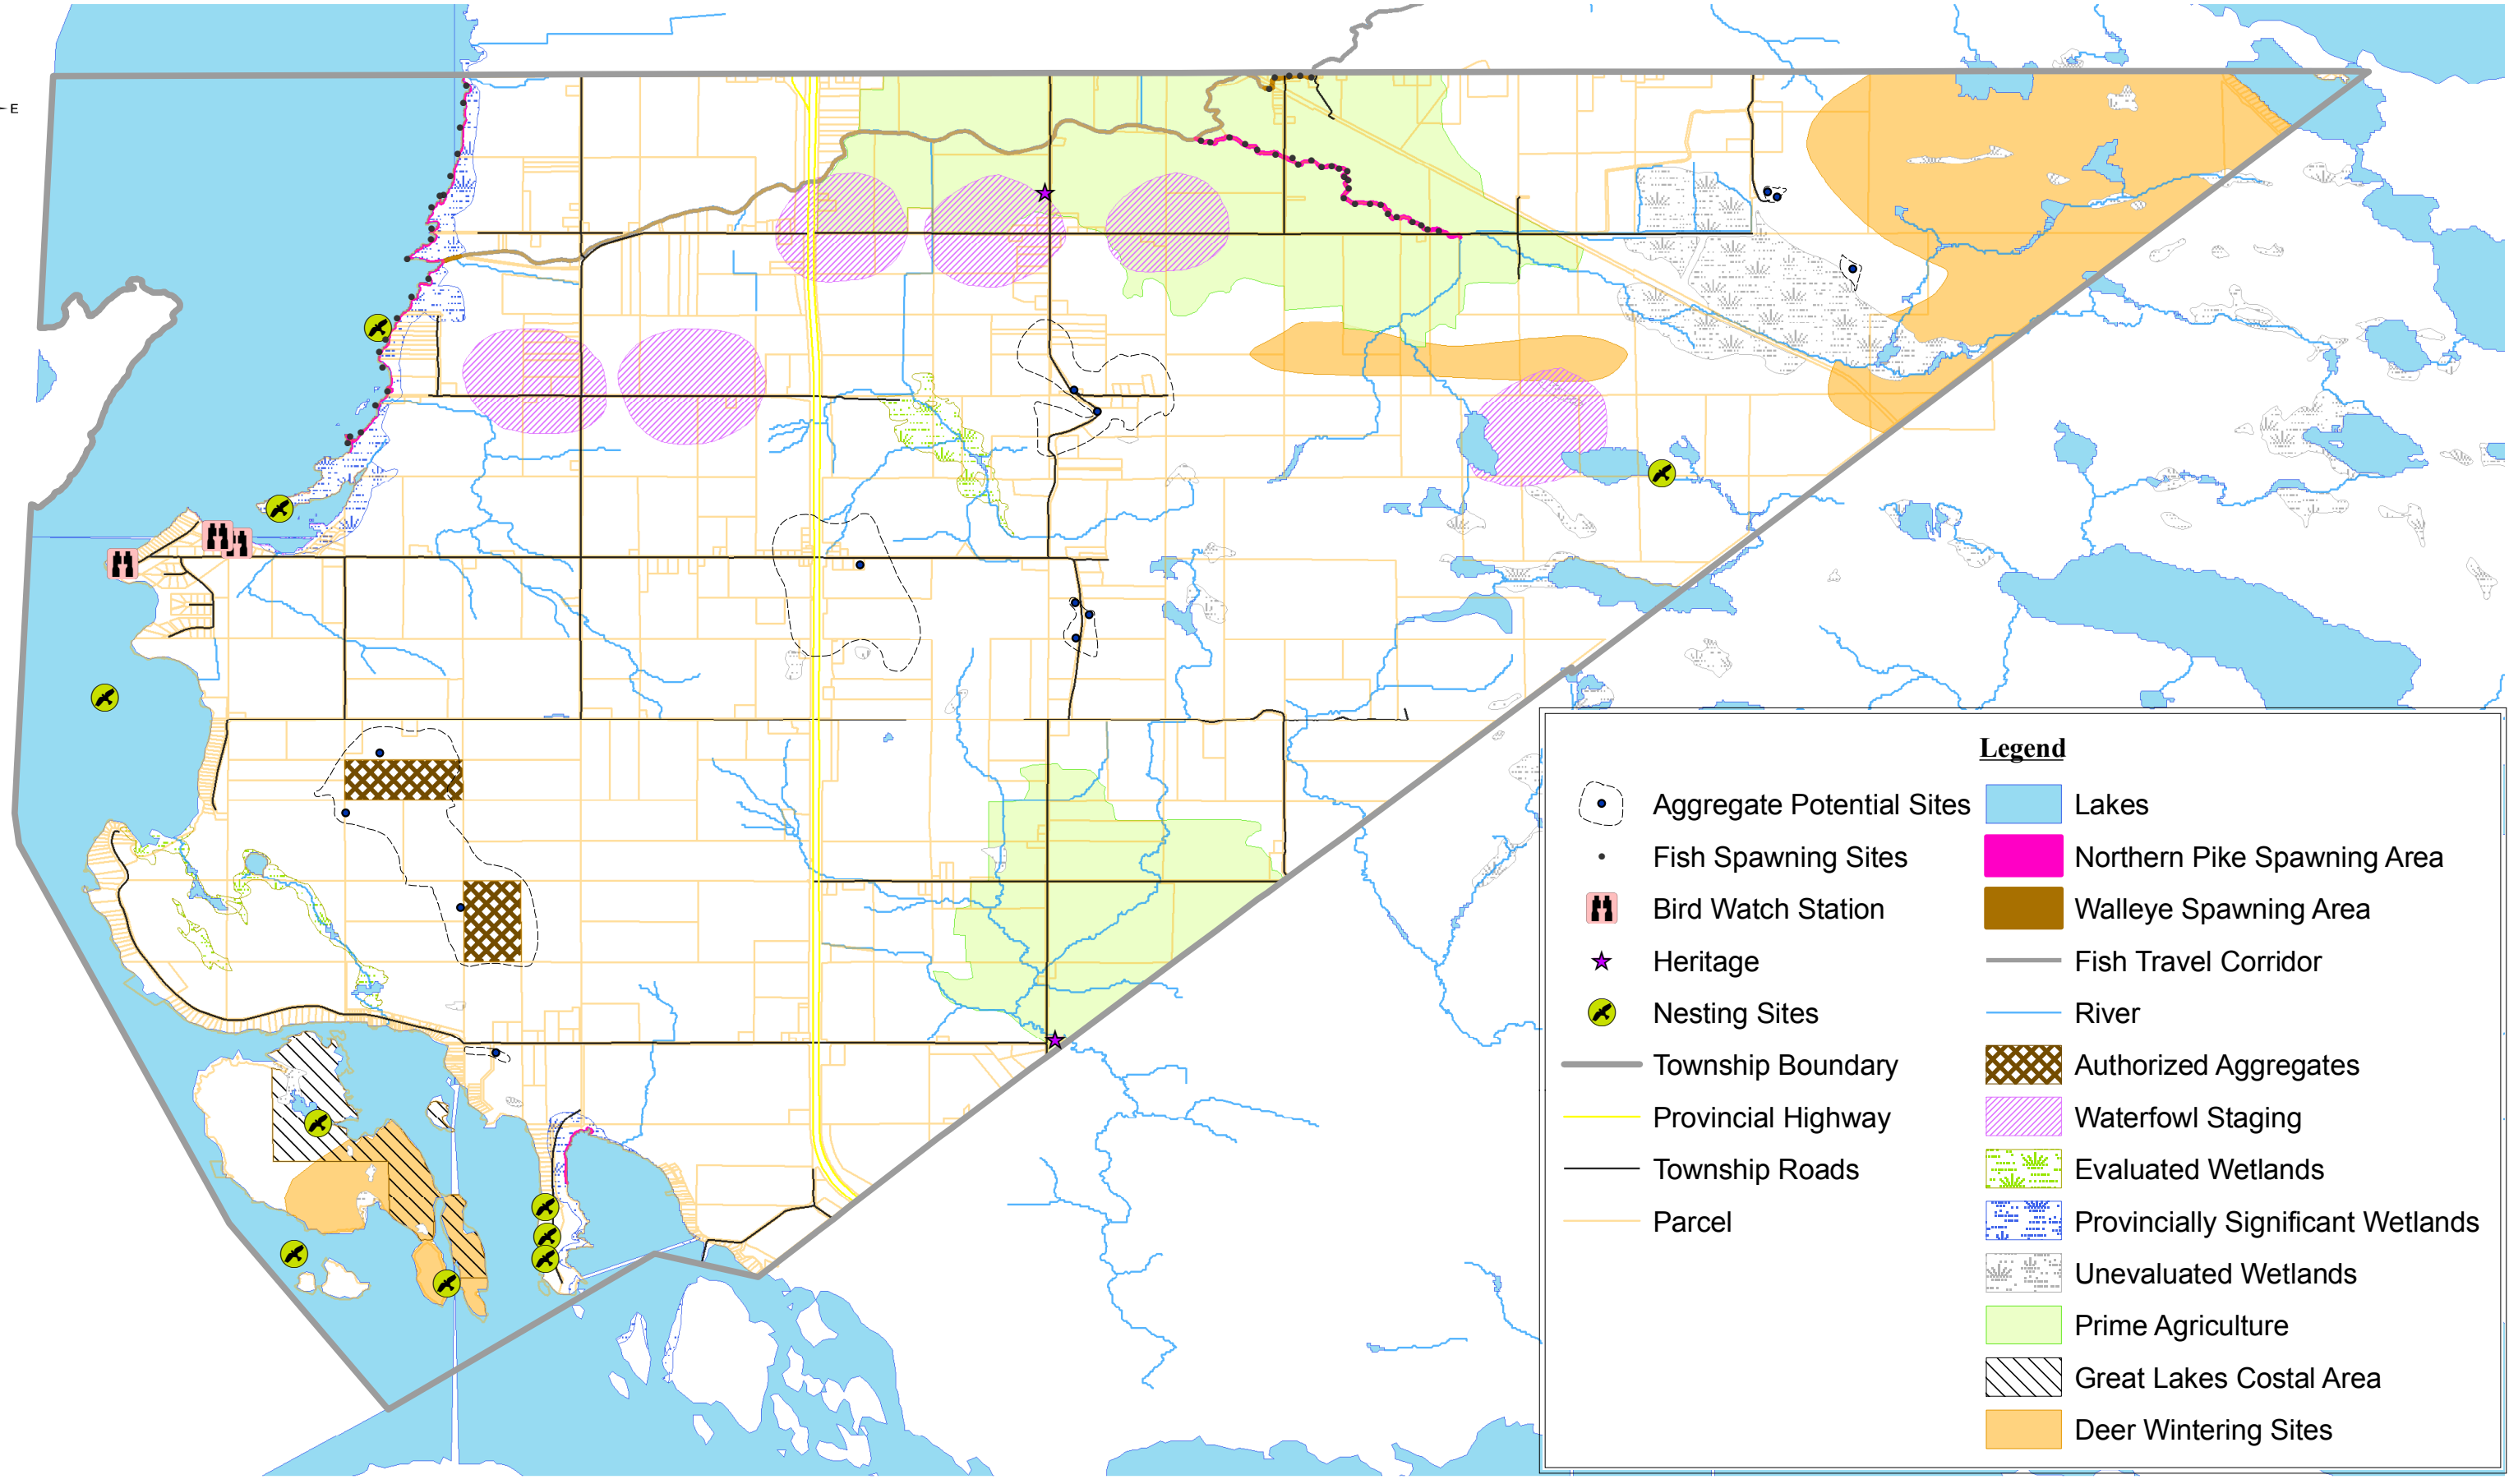 E
Legend
Aggregate Potential Sites
Fish Spawning Sites
Bird Watch Station
Heritage
Nesting Sites
Township Boundary
Provincial Highway
Township Roads
Parcel
Lakes
Northern Pike Spawning Area
Walleye Spawning Area
Fish Travel Corridor
River
Authorized Aggregates
Waterfowl Staging
Evaluated Wetlands
Provincially Significant Wetlands
Unevaluated Wetlands
Prime Agriculture
Great Lakes Costal Area
Deer Wintering Sites